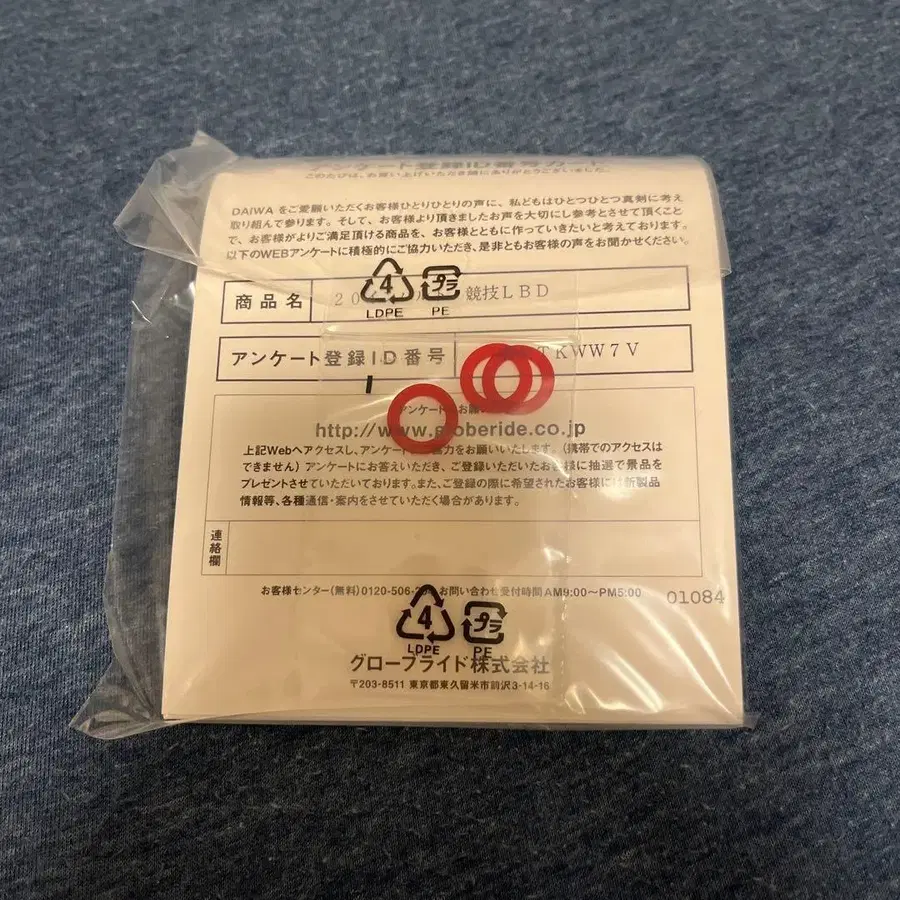 アンケート登録ID番号カード
このたびは、お買い上げいただき誠にありがとうございました。
DAIWA をご愛顧いただくお客様ひとりひとりの声に、私どもはひとつひとつ真剣に考え
取り組んで参ります。そして、お客様より頂きましたお声を大切にし参考とさせて頂くこと
で、お客様がよりご満足頂ける商品を、お客様とともに作っていきたいと考えております。
以下のWEBアンケートに積極的にご協力いただき、是非ともお客様の声をお聞かせください。
商品名 競技LBD
LDPE PE
アンケート登録ID番号 TKWW7V
http://www.globeride.co.jp
上記Webへアクセスし、アンケートにご協力をお願いいたします。(携帯でのアクセスは
できません)アンケートにお答えいただき、ご登録いただいたお客様に抽選で景品を
プレゼントさせていただいております。また、ご登録の際に希望されたお客様には新製品
情報等、各種通信・案内をさせていただく場合があります。
連絡欄
お客様センター(無料)0120-506- お問い合わせ受付時間AM9:00〜PM5:00 01084
4 プラ
LDPE PE
グローブライド株式会社
〒203-8511 東京都東久留米市前沢3-14-16